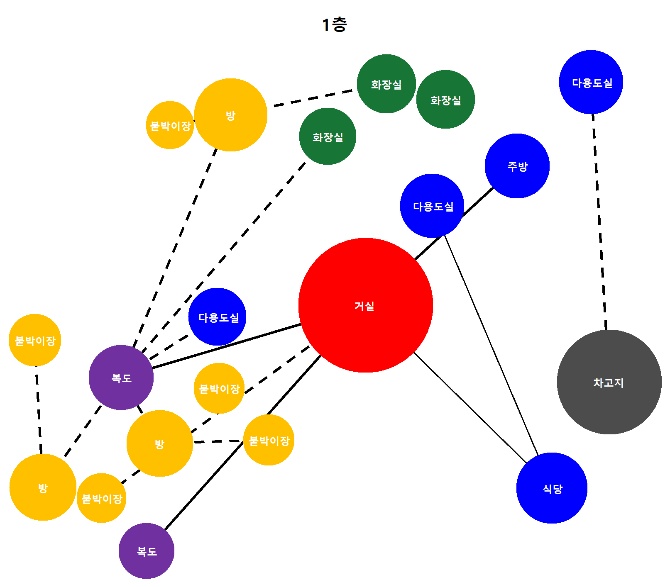 1층
화장실
다용도실
화장실
붙박이장
방
화장실
주방
다용도실
거실
다용도실
붙박이장
복도
차고지
붙박이장
방
붙박이장
방
붙박이장
식당
복도